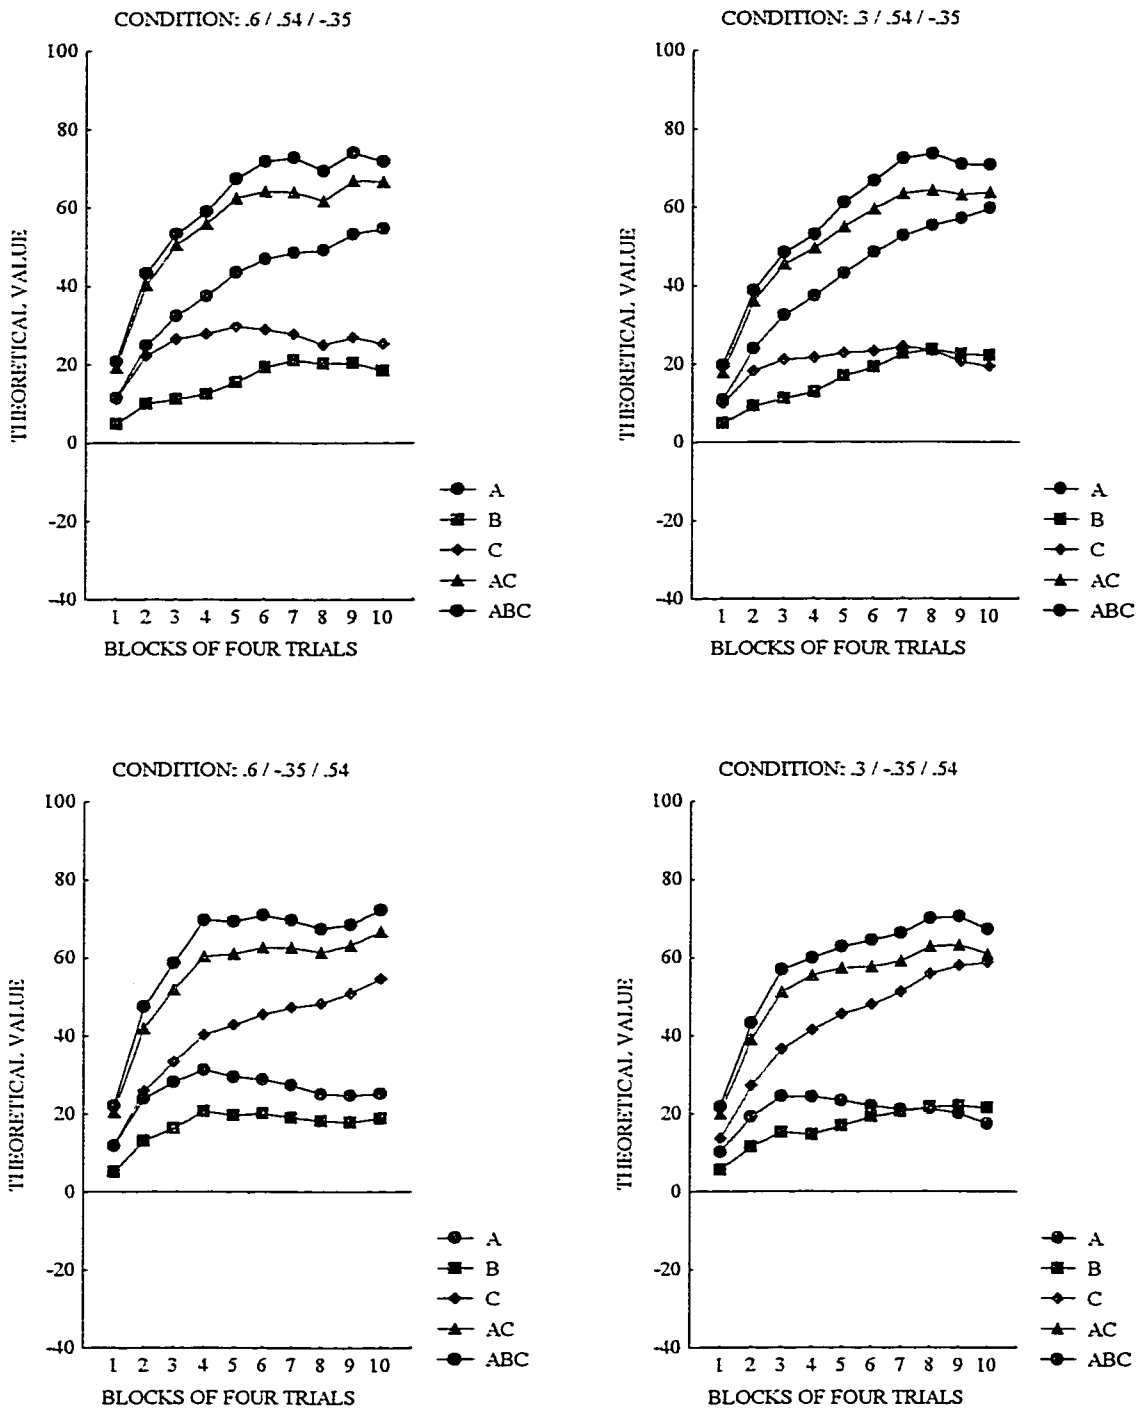 CONDITION: .6 / .54 / -.35
100
80
60
40
20
0
-20
-40
THEORETICAL VALUE
1 2 3 4 5 6 7 8 9 10
BLOCKS OF FOUR TRIALS
A
B
C
AC
ABC
CONDITION: .3 / .54 / -.35
100
80
60
40
20
0
-20
-40
THEORETICAL VALUE
1 2 3 4 5 6 7 8 9 10
BLOCKS OF FOUR TRIALS
A
B
C
AC
ABC
CONDITION: .6 / -.35 / .54
100
80
60
40
20
0
-20
-40
THEORETICAL VALUE
1 2 3 4 5 6 7 8 9 10
BLOCKS OF FOUR TRIALS
A
B
C
AC
ABC
CONDITION: .3 / -.35 / .54
100
80
60
40
20
0
-20
-40
THEORETICAL VALUE
1 2 3 4 5 6 7 8 9 10
BLOCKS OF FOUR TRIALS
A
B
C
AC
ABC